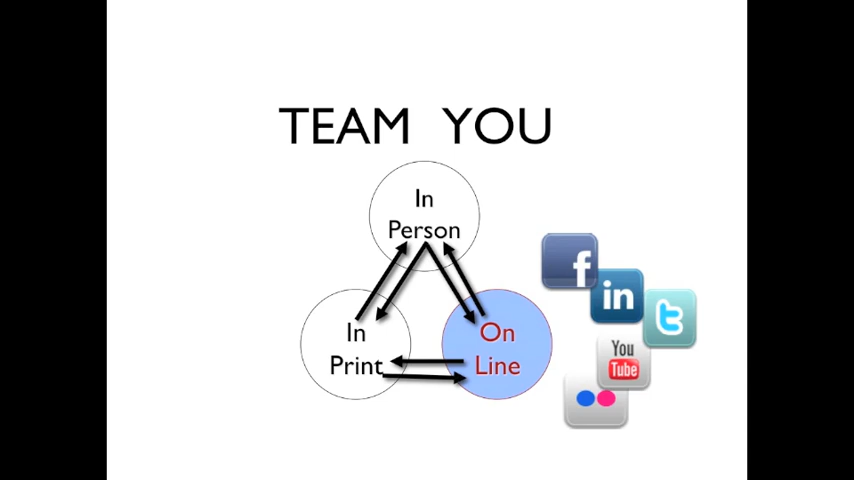 TEAM YOU
In
Person
In
Print
On
Line
f
in
t
You
Tube